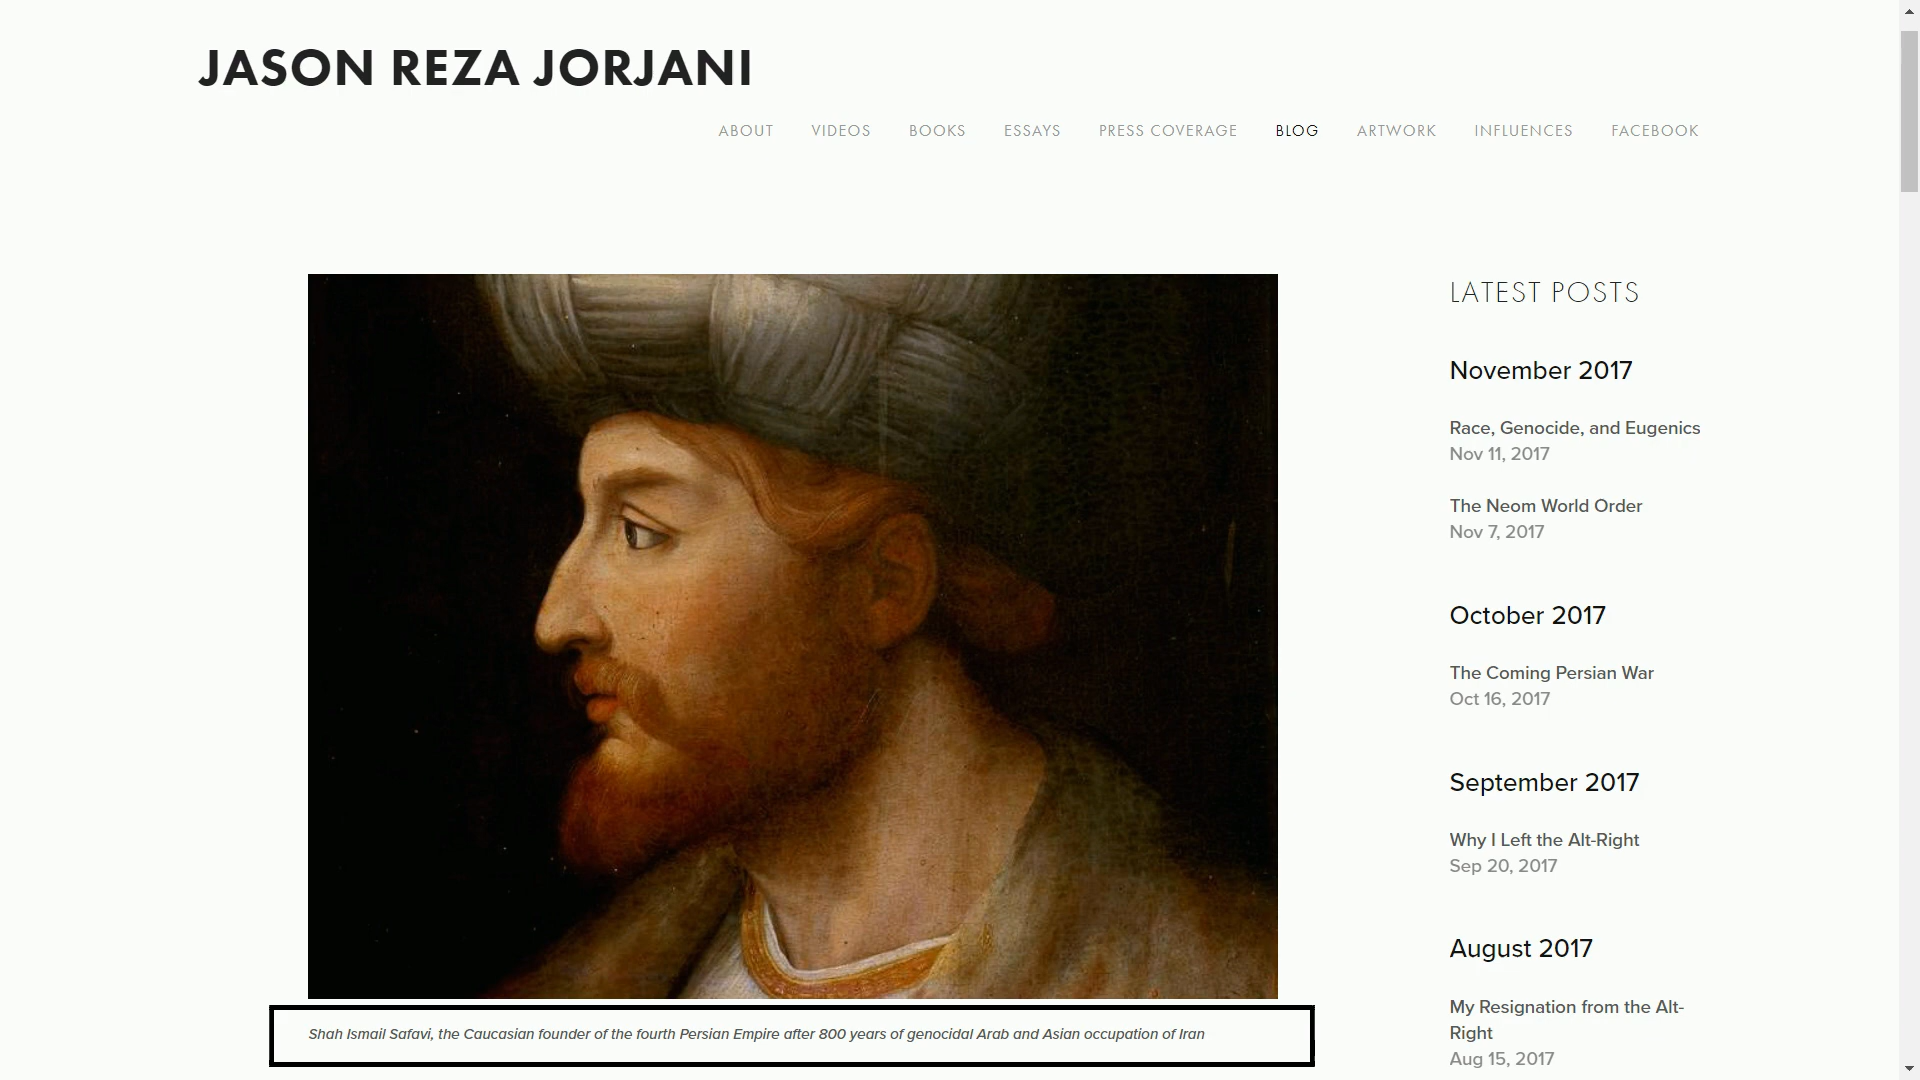 JASON REZA JORJANI
ABOUT VIDEOS BOOKS ESSAYS PRESS COVERAGE BLOG ARTWORK INFLUENCES FACEBOOK
Shah Ismail Safavi, the Caucasian founder of the fourth Persian Empire after 800 years of genocidal Arab and Asian occupation of Iran
LATEST POSTS
November 2017
Race, Genocide, and Eugenics
Nov 11, 2017
The Neom World Order
Nov 7, 2017
October 2017
The Coming Persian War
Oct 16, 2017
September 2017
Why I Left the Alt-Right
Sep 20, 2017
August 2017
My Resignation from the Alt-
Right
Aug 15, 2017